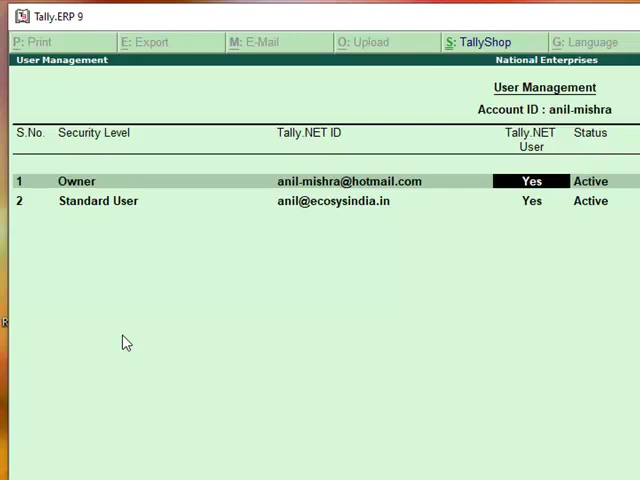 Tally.ERP 9
P: Print E: Export M: E-Mail O: Upload S: TallyShop G: Language
User Management National Enterprises
User Management
Account ID : anil-mishra
S.No. Security Level Tally.NET ID Tally.NET User Status
1 Owner anil-mishra@hotmail.com Yes Active
2 Standard User anil@ecosysindia.in Yes Active
R